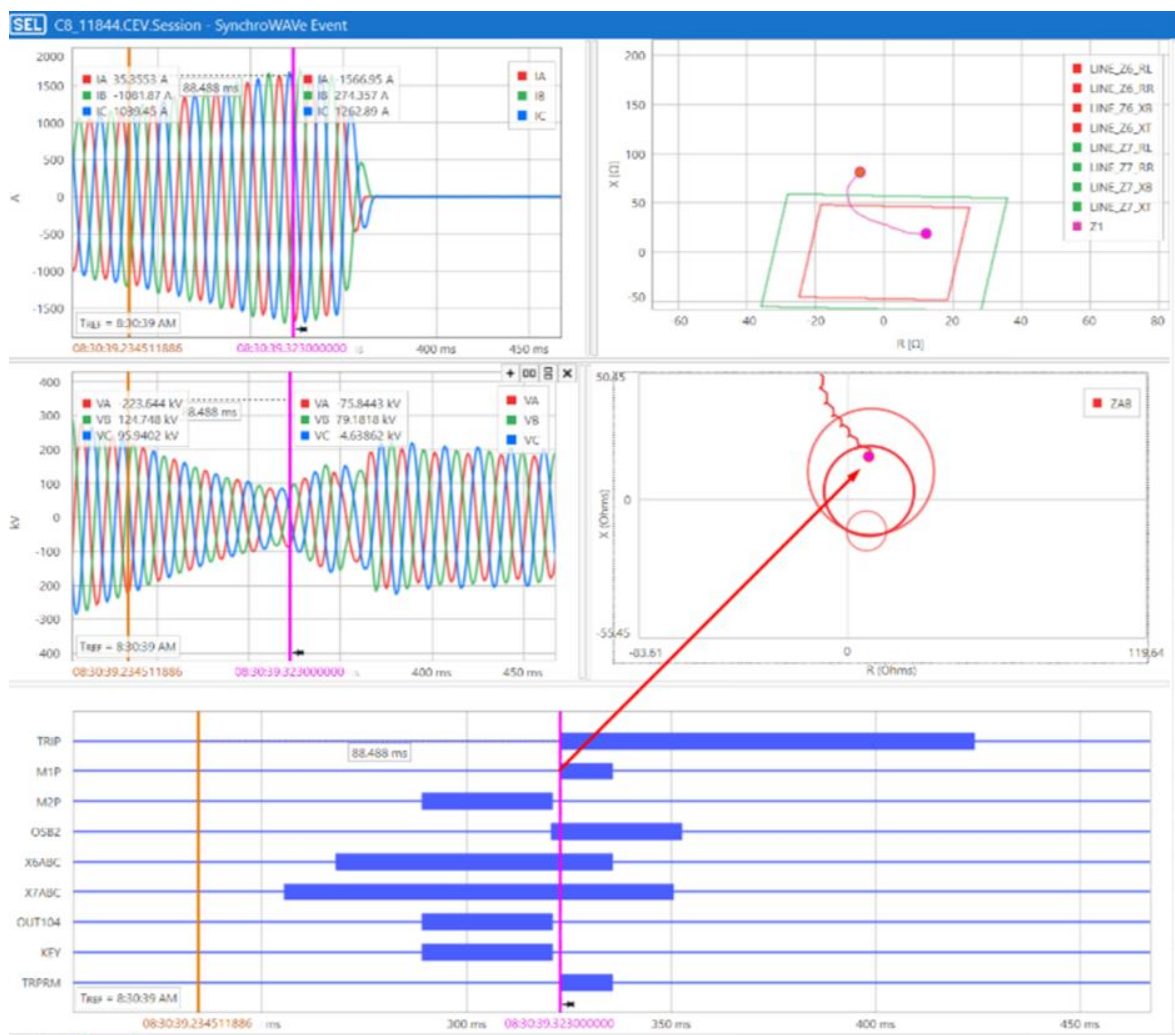 SEL C8_11844.CEV.Session - SynchroWAVe Event
2000
1500
1000
500
0
-500
-1000
-1500
A
IA 35.3553 A
IB -1081.87 A
IC 1039.45 A
88.488 ms
IA -1566.95 A
IB 274.357 A
IC 1262.89 A
IA
IB
IC
TREF = 8:30:39 AM
08:30:39.234511886
08:30:39.323000000
400 ms
450 ms
200
150
100
50
0
-50
X [Ω]
60
40
20
0
20
40
60
80
R [Ω]
LINE_Z6_RL
LINE_Z6_RR
LINE_Z6_XB
LINE_Z6_XT
LINE_Z7_RL
LINE_Z7_RR
LINE_Z7_XB
LINE_Z7_XT
Z1
400
300
200
100
0
-100
-200
-300
400
kV
VA -223.644 kV
VB 124.748 kV
VC 95.9402 kV
8.488 ms
VA -75.8443 kV
VB 79.1818 kV
VC -4.63862 kV
VA
VB
VC
TREF = 8:30:39 AM
08:30:39.234511886
08:30:39.323000000
400 ms
450 ms
50.45
0
-55.45
X (Ohms)
-83.61
0
119.64
R (Ohms)
ZAB
TRIP
88.488 ms
M1P
M2P
OSB2
X6ABC
X7ABC
OUT104
KEY
TRPRM
TREF = 8:30:39 AM
08:30:39.234511886
ms
300 ms
08:30:39.323000000
350 ms
400 ms
450 ms